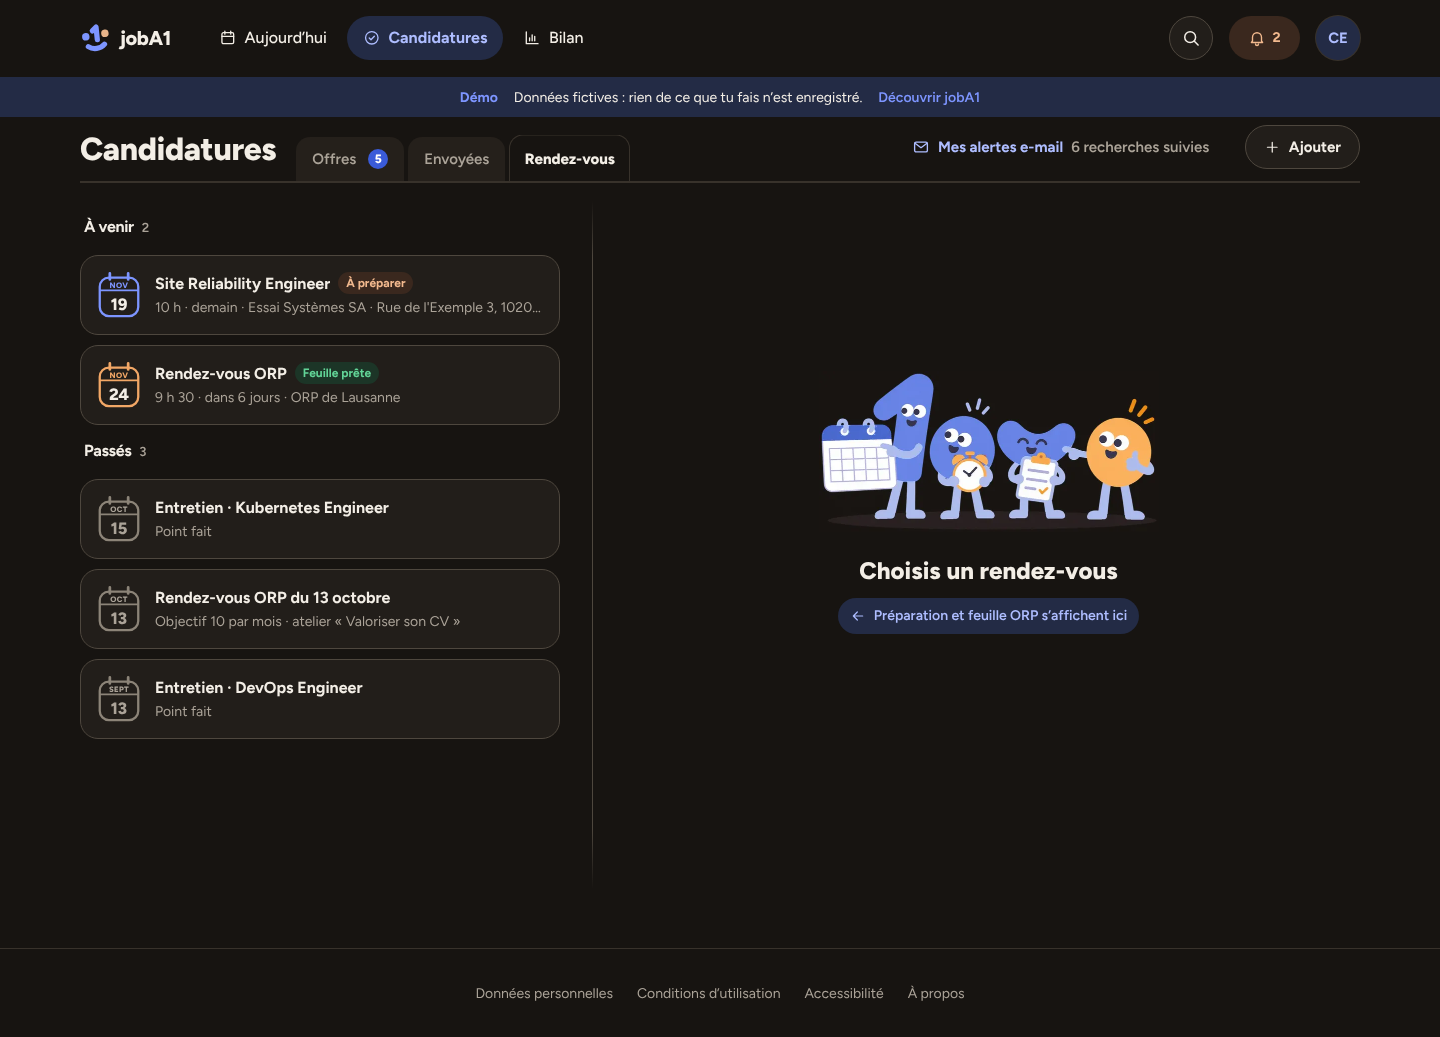 jobA1
Aujourd’hui
Candidatures
Bilan
2
CE
Démo Données fictives : rien de ce que tu fais n’est enregistré. Découvrir jobA1
Candidatures
Offres 5
Envoyées
Rendez-vous
Mes alertes e-mail 6 recherches suivies
Ajouter
À venir 2
NOV
19
Site Reliability Engineer À préparer
10 h · demain · Essai Systèmes SA · Rue de l'Exemple 3, 1020…
NOV
24
Rendez-vous ORP Feuille prête
9 h 30 · dans 6 jours · ORP de Lausanne
Passés 3
OCT
15
Entretien · Kubernetes Engineer
Point fait
OCT
13
Rendez-vous ORP du 13 octobre
Objectif 10 par mois · atelier « Valoriser son CV »
SEPT
13
Entretien · DevOps Engineer
Point fait
Choisis un rendez-vous
Préparation et feuille ORP s’affichent ici
Données personnelles Conditions d’utilisation Accessibilité À propos